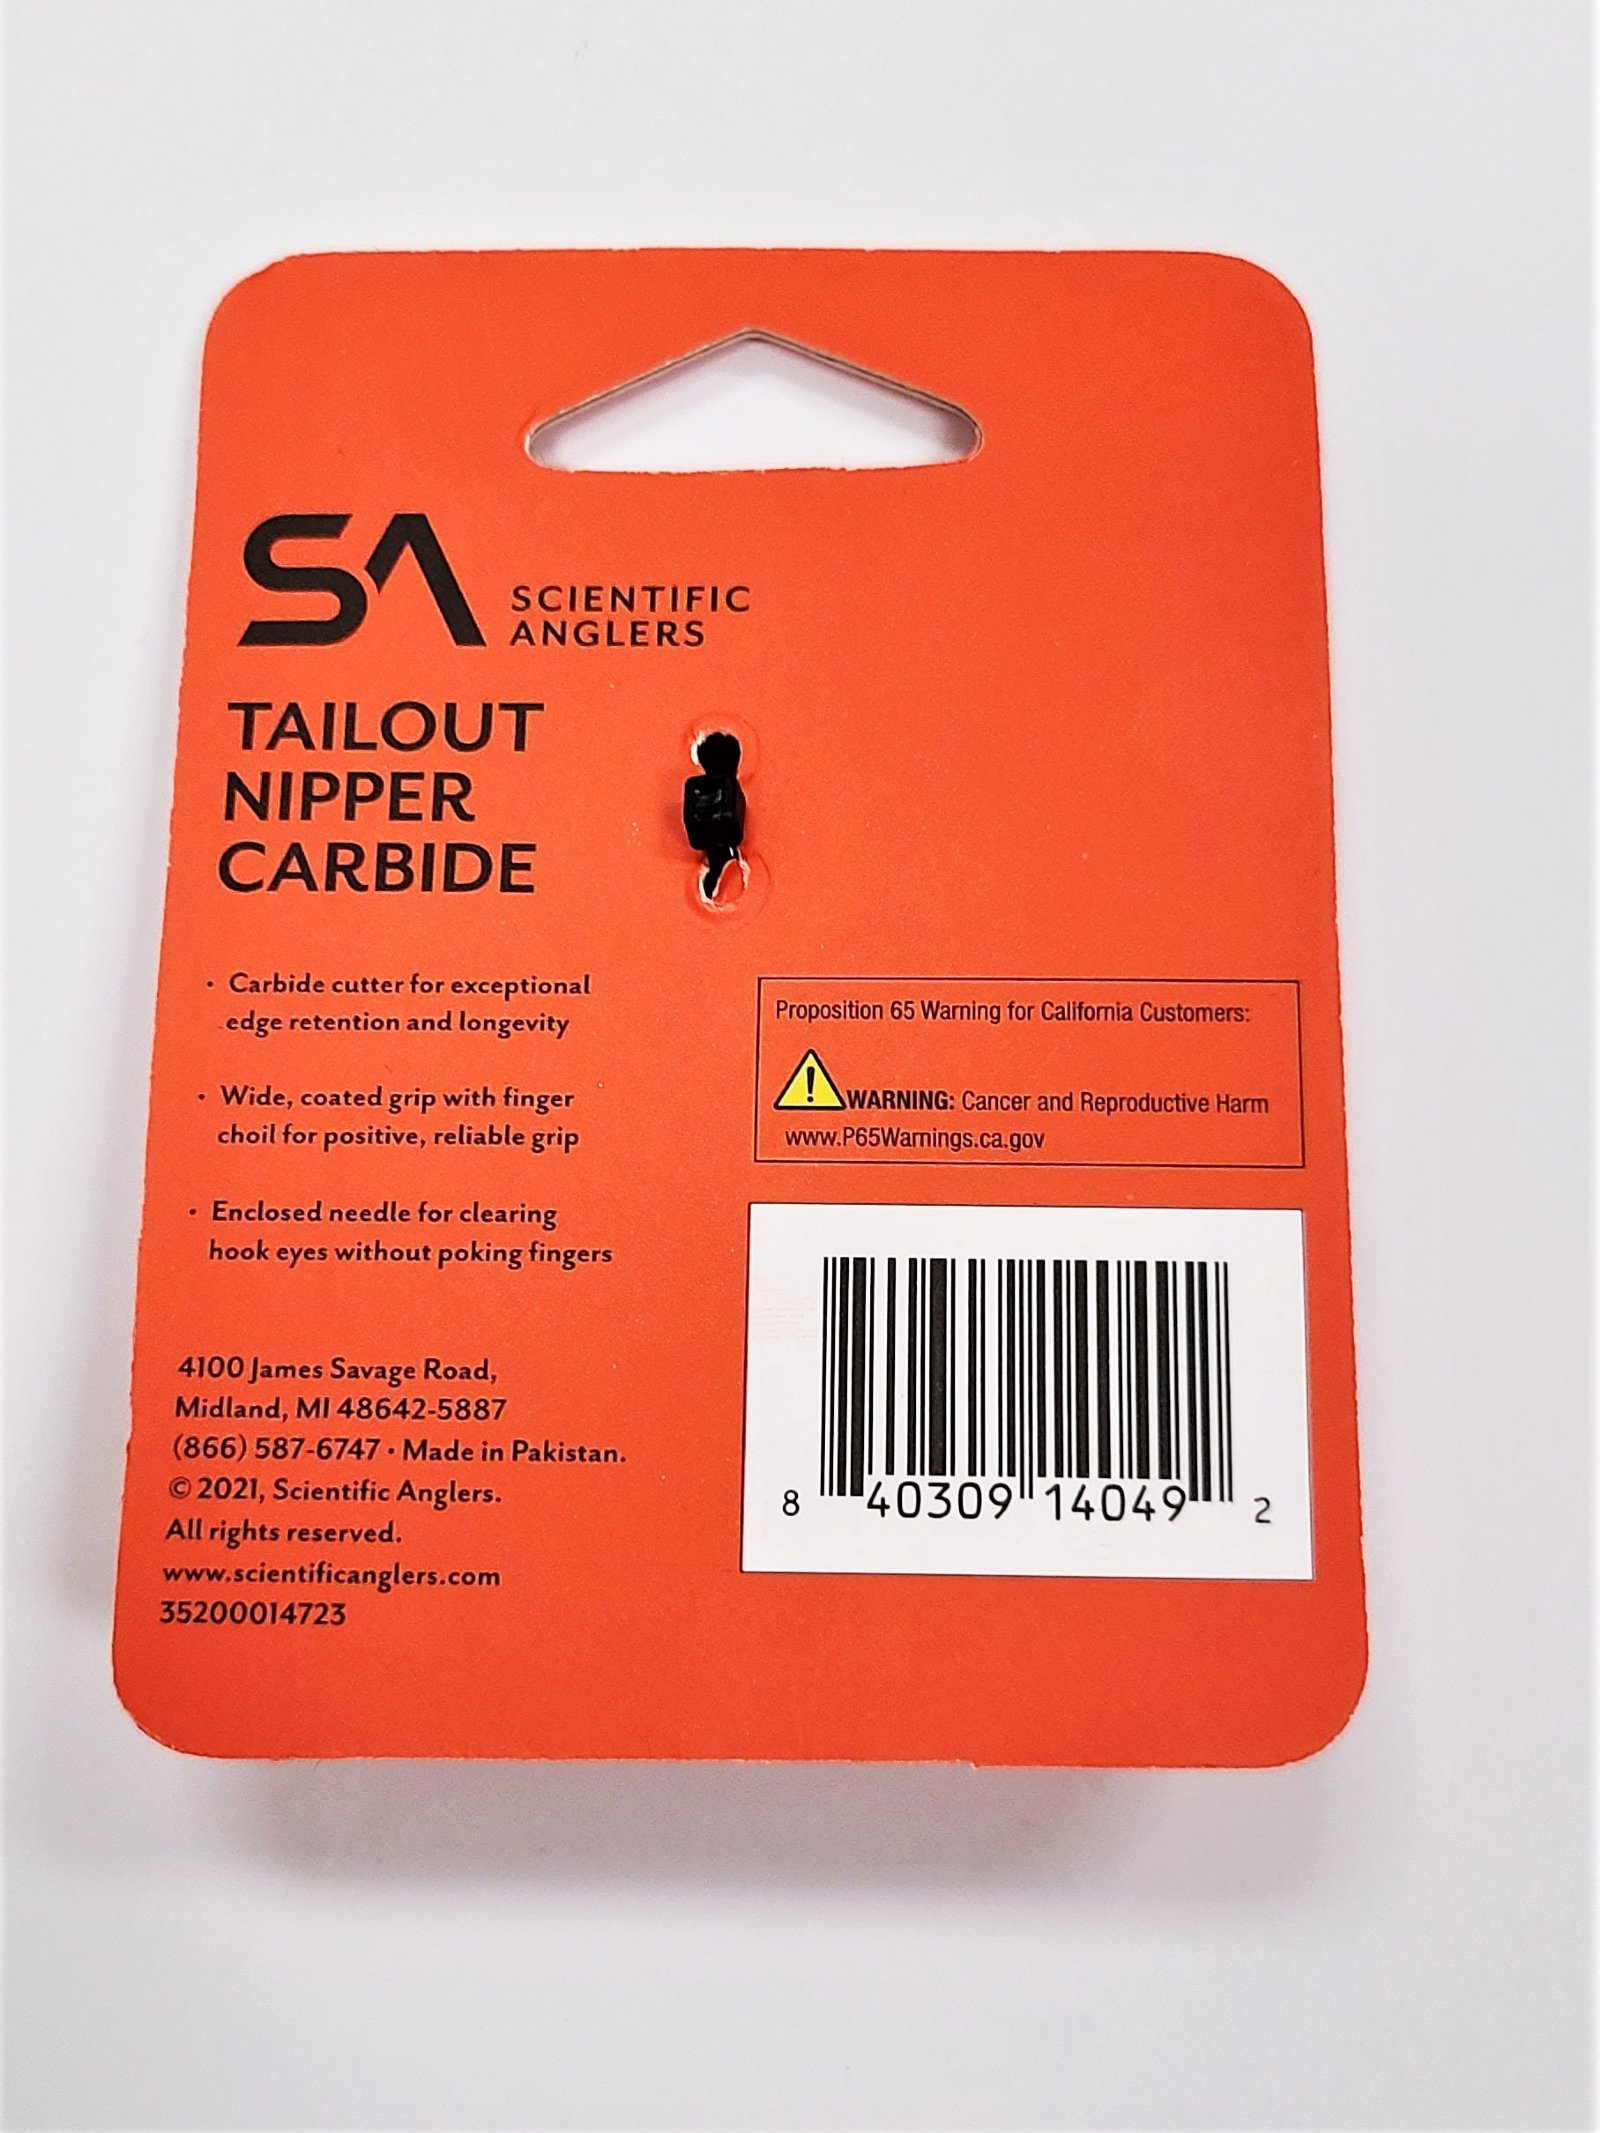 SA SCIENTIFIC
ANGLERS
TAILOUT
NIPPER
CARBIDE
• Carbide cutter for exceptional
edge retention and longevity
• Wide, coated grip with finger
choil for positive, reliable grip
• Enclosed needle for clearing
hook eyes without poking fingers
4100 James Savage Road,
Midland, MI 48642-5887
(866) 587-6747 • Made in Pakistan.
© 2021, Scientific Anglers.
All rights reserved.
www.scientificanglers.com
35200014723
Proposition 65 Warning for California Customers:
WARNING: Cancer and Reproductive Harm
www.P65Warnings.ca.gov
8 40309 14049 2